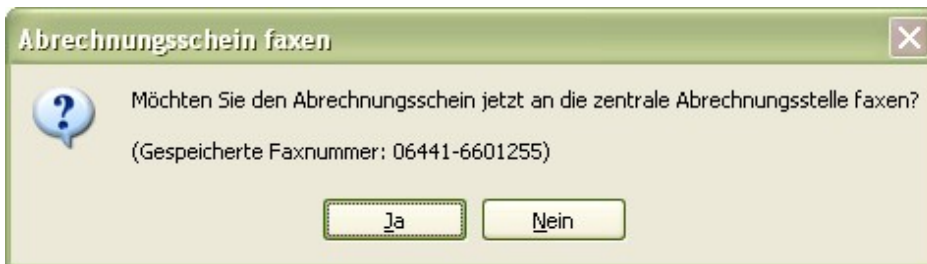 Abrechnungsschein faxen
Möchten Sie den Abrechnungsschein jetzt an die zentrale Abrechnungsstelle faxen?
(Gespeicherte Faxnummer: 06441-6601255)
Ja Nein